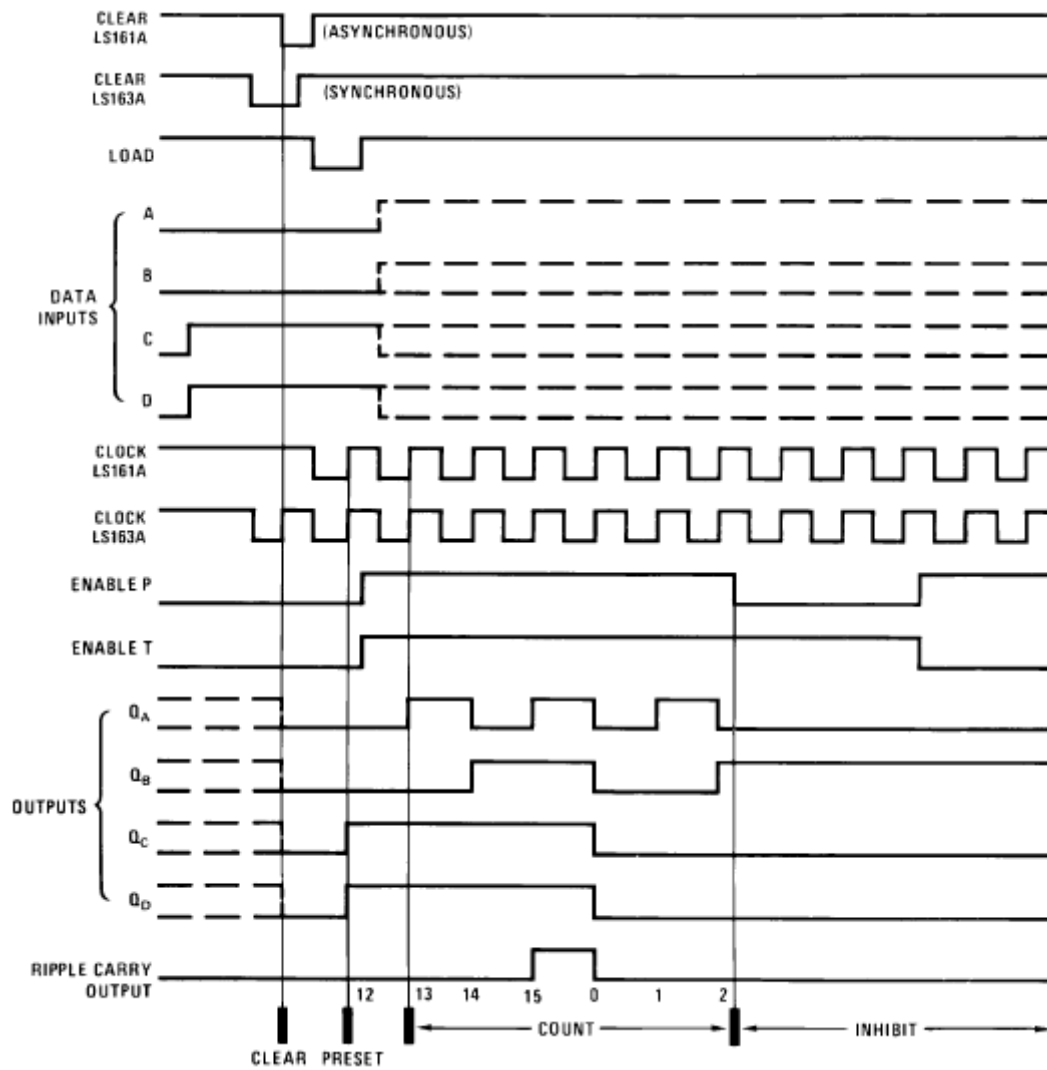 CLEAR
LS161A
(ASYNCHRONOUS)
CLEAR
LS163A
(SYNCHRONOUS)
LOAD
DATA
INPUTS
A
B
C
D
CLOCK
LS161A
CLOCK
LS163A
ENABLE P
ENABLE T
OUTPUTS
QA
QB
QC
QD
RIPPLE CARRY
OUTPUT
12 13 14 15 0 1 2
COUNT
INHIBIT
CLEAR PRESET